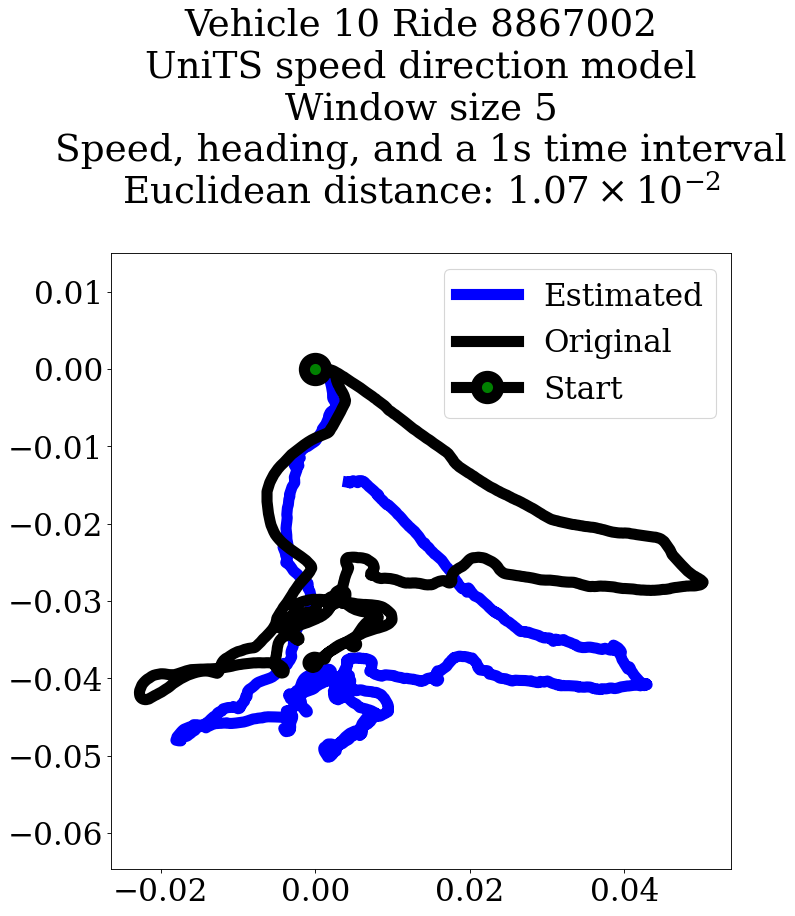 Vehicle 10 Ride 8867002
UniTS speed direction model
Window size 5
Speed, heading, and a 1s time interval
Euclidean distance: 1.07 × 10⁻²
Estimated
Original
Start
0.01
0.00
−0.01
−0.02
−0.03
−0.04
−0.05
−0.06
−0.02 0.00 0.02 0.04